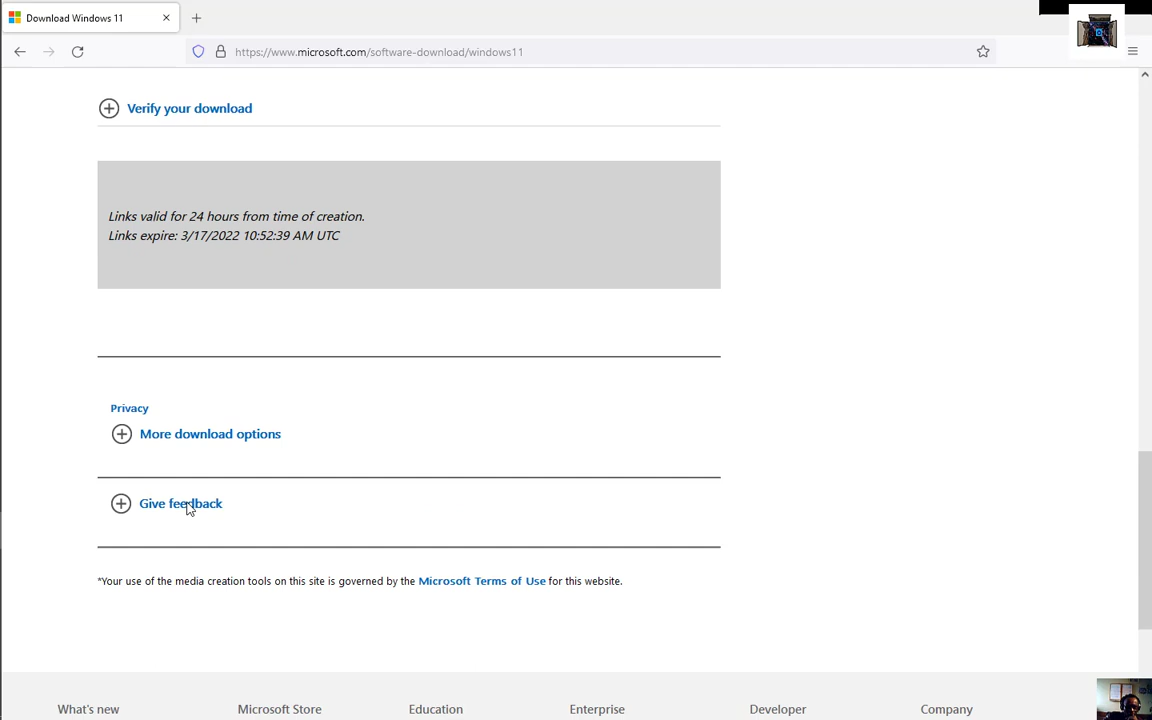 Download Windows 11
https://www.microsoft.com/software-download/windows11
Verify your download
Links valid for 24 hours from time of creation.
Links expire: 3/17/2022 10:52:39 AM UTC
Privacy
More download options
Give feedback
*Your use of the media creation tools on this site is governed by the Microsoft Terms of Use for this website.
What's new
Microsoft Store
Education
Enterprise
Developer
Company